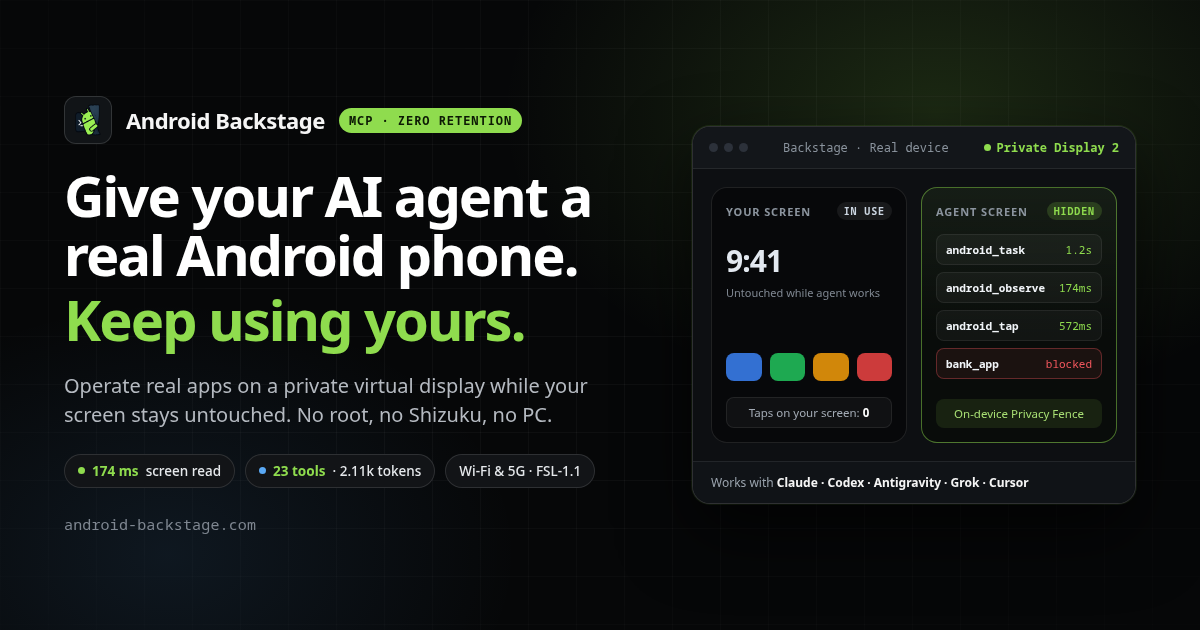 Android Backstage
MCP · ZERO RETENTION
Give your AI agent a
real Android phone.
Keep using yours.
Operate real apps on a private virtual display while your
screen stays untouched. No root, no Shizuku, no PC.
174 ms screen read
23 tools · 2.11k tokens
Wi-Fi & 5G · FSL-1.1
android-backstage.com
Backstage · Real device
Private Display 2
YOUR SCREEN
IN USE
9:41
Untouched while agent works
Taps on your screen: 0
AGENT SCREEN
HIDDEN
android_task 1.2s
android_observe 174ms
android_tap 572ms
bank_app blocked
On-device Privacy Fence
Works with Claude · Codex · Antigravity · Grok · Cursor